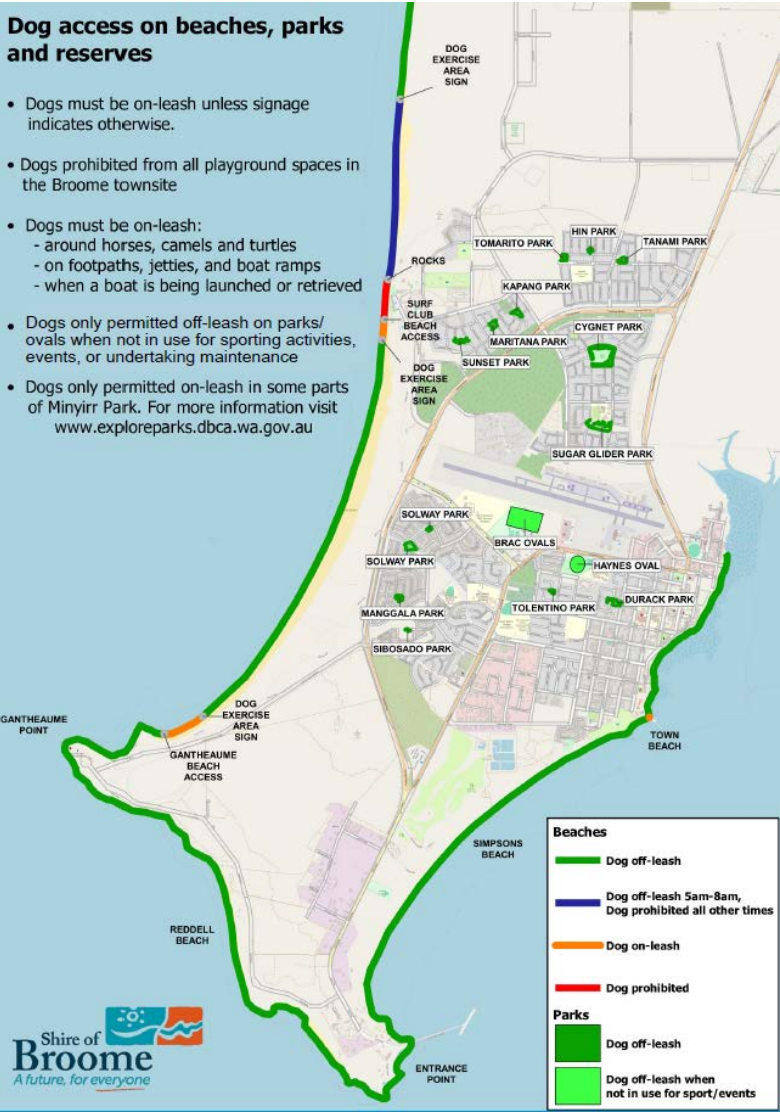 Dog access on beaches, parks
and reserves
• Dogs must be on-leash unless signage
indicates otherwise.
• Dogs prohibited from all playground spaces in
the Broome townsite
• Dogs must be on-leash:
- around horses, camels and turtles
- on footpaths, jetties, and boat ramps
- when a boat is being launched or retrieved
• Dogs only permitted off-leash on parks/
ovals when not in use for sporting activities,
events, or undertaking maintenance
• Dogs only permitted on-leash in some parts
of Minyirr Park. For more information visit
www.exploreparks.dbca.wa.gov.au
DOG
EXERCISE
AREA
SIGN
HIN PARK
TOMARITO PARK
TANAMI PARK
ROCKS
KAPANG PARK
SURF
CLUB
BEACH
ACCESS
CYGNET PARK
MARITANA PARK
SUNSET PARK
DOG
EXERCISE
AREA
SIGN
SUGAR GLIDER PARK
SOLWAY PARK
BRAC OVALS
SOLWAY PARK
HAYNES OVAL
MANGGALA PARK
TOLENTINO PARK
DURACK PARK
SIBOSADO PARK
DOG
EXERCISE
AREA
SIGN
GANTHEAUME
POINT
GANTHEAUME
BEACH
ACCESS
TOWN
BEACH
SIMPSONS
BEACH
REDDELL
BEACH
ENTRANCE
POINT
Beaches
Dog off-leash
Dog off-leash 5am-8am,
Dog prohibited all other times
Dog on-leash
Dog prohibited
Parks
Dog off-leash
Dog off-leash when
not in use for sport/events
Shire of
Broome
A future, for everyone